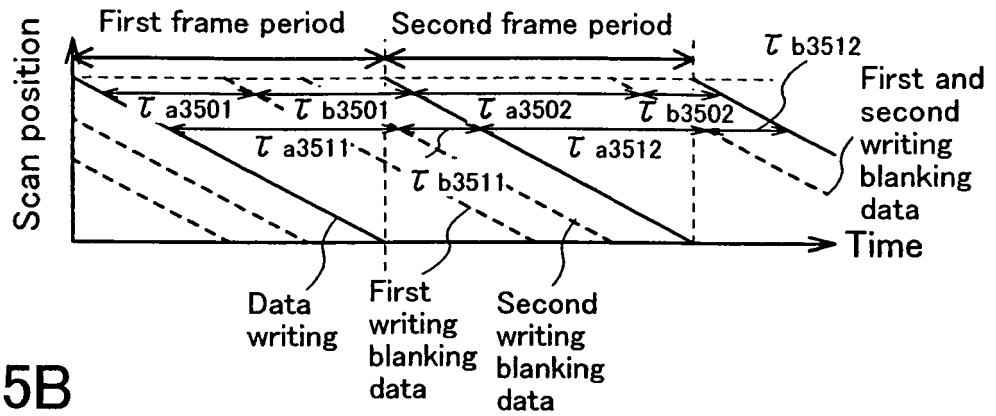 First frame period
Second frame period
τ b3512
First and
second
writing
blanking
data
Scan position
τ a3501
τ b3501
τ a3502
τ b3502
τ a3511
τ a3512
τ b3511
Time
Data
writing
First
writing
blanking
data
Second
writing
blanking
data
5B